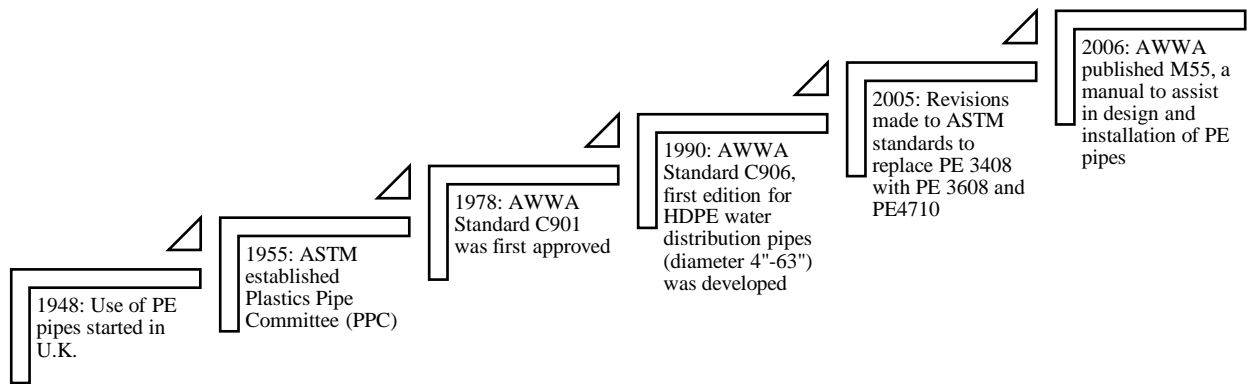 1948: Use of PE
pipes started in
U.K.
1955: ASTM
established
Plastics Pipe
Committee (PPC)
1978: AWWA
Standard C901
was first approved
1990: AWWA
Standard C906,
first edition for
HDPE water
distribution pipes
(diameter 4"-63")
was developed
2005: Revisions
made to ASTM
standards to
replace PE 3408
with PE 3608 and
PE4710
2006: AWWA
published M55, a
manual to assist
in design and
installation of PE
pipes